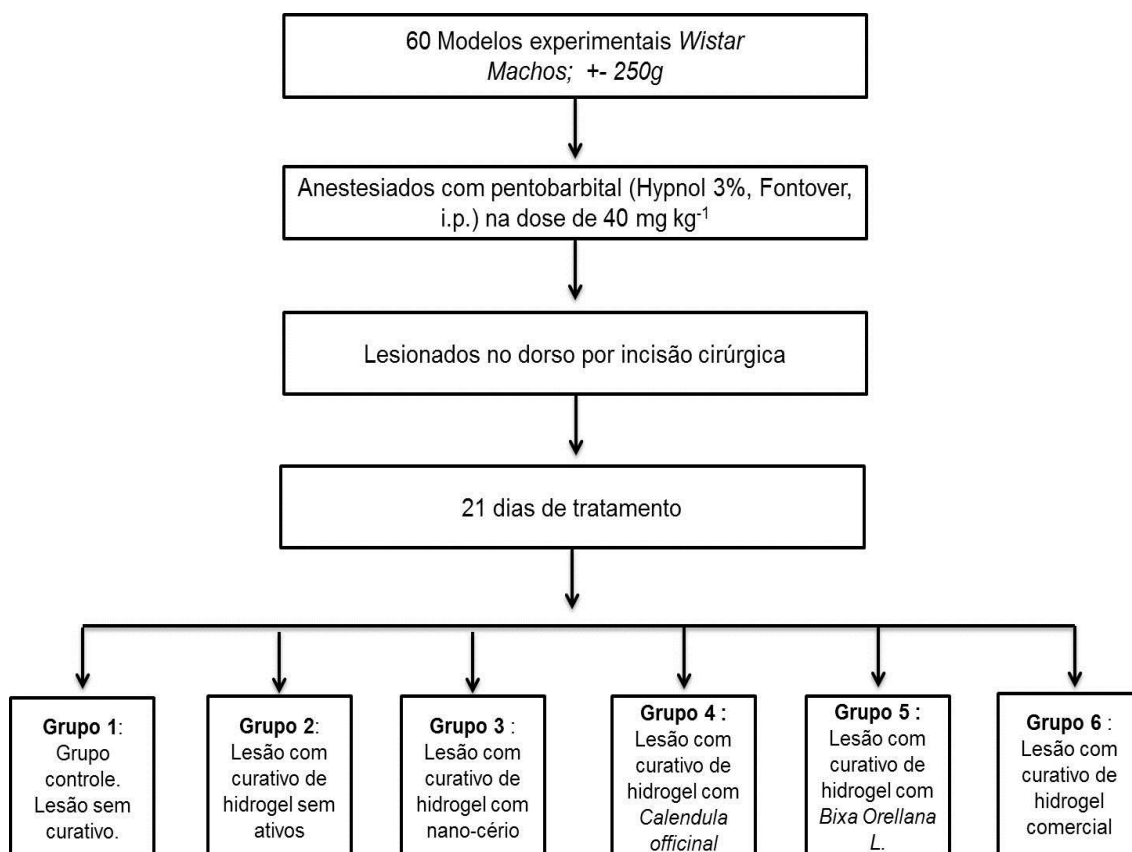 60 Modelos experimentais Wistar
Machos; +- 250g
Anestesiados com pentobarbital (Hypnol 3%, Fontover,
i.p.) na dose de 40 mg kg-1
Lesionados no dorso por incisão cirúrgica
21 dias de tratamento
Grupo 1:
Grupo
controle.
Lesão sem
curativo.
Grupo 2:
Lesão com
curativo de
hidrogel sem
ativos
Grupo 3 :
Lesão com
curativo de
hidrogel com
nano-cério
Grupo 4 :
Lesão com
curativo de
hidrogel com
Calendula
officinal
Grupo 5 :
Lesão com
curativo de
hidrogel com
Bixa Orellana
L.
Grupo 6 :
Lesão com
curativo de
hidrogel
comercial